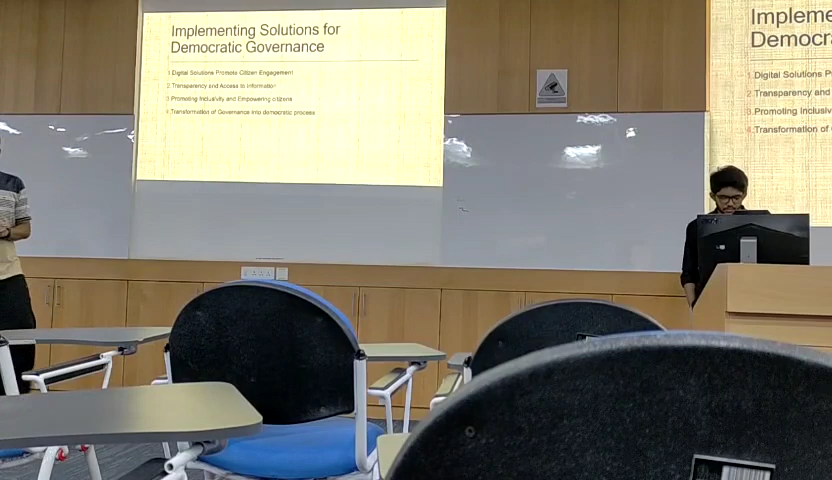 Implementing Solutions for
Democratic Governance
1.Digital Solutions Promote Citizen Engagement
2.Transparency and Access to Information
3.Promoting Inclusivity and Empowering citizens
4.Transformation of Governance into democratic process
Impleme
Democra
1.Digital Solutions P
2.Transparency and
3.Promoting Inclusiv
4.Transformation of